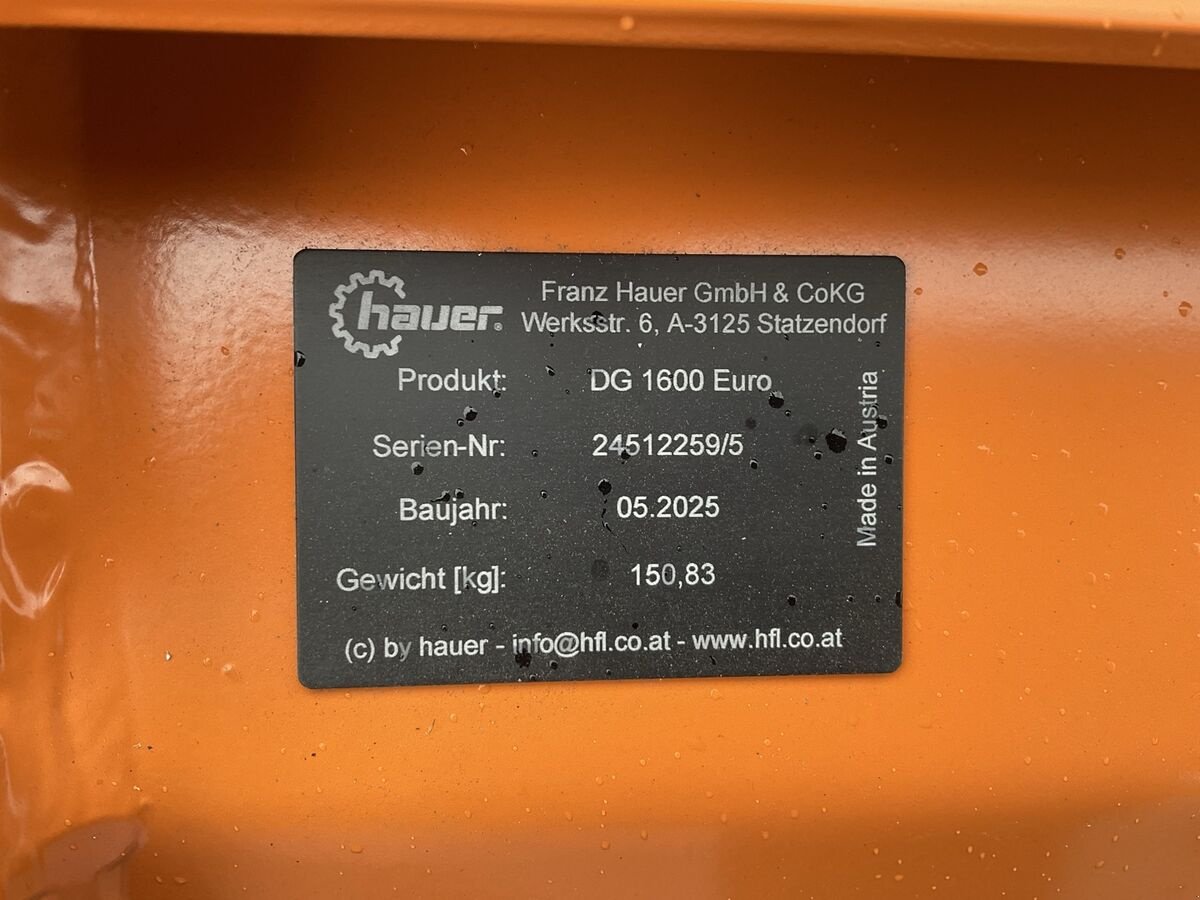 hauer®
Franz Hauer GmbH & CoKG
Werksstr. 6, A-3125 Statzendorf
Produkt: DG 1600 Euro
Serien-Nr: 24512259/5
Baujahr: 05.2025
Gewicht [kg]: 150,83
Made in Austria
(c) by hauer - info@hfl.co.at - www.hfl.co.at